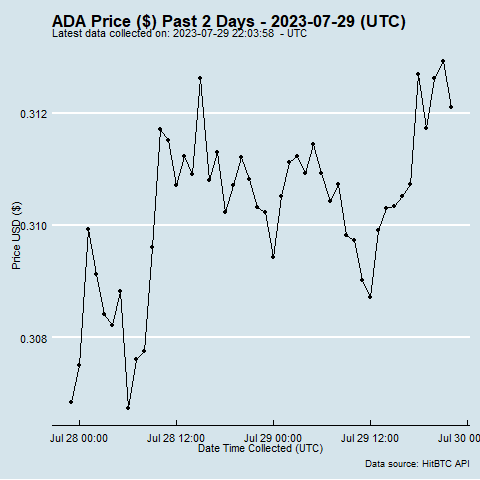 ADA Price ($) Past 2 Days - 2023-07-29 (UTC)
Latest data collected on: 2023-07-29 22:03:58 - UTC
0.312
0.310
0.308
Price USD ($)
Jul 28 00:00 Jul 28 12:00 Jul 29 00:00 Jul 29 12:00 Jul 30 00
Date Time Collected (UTC)
Data source: HitBTC API